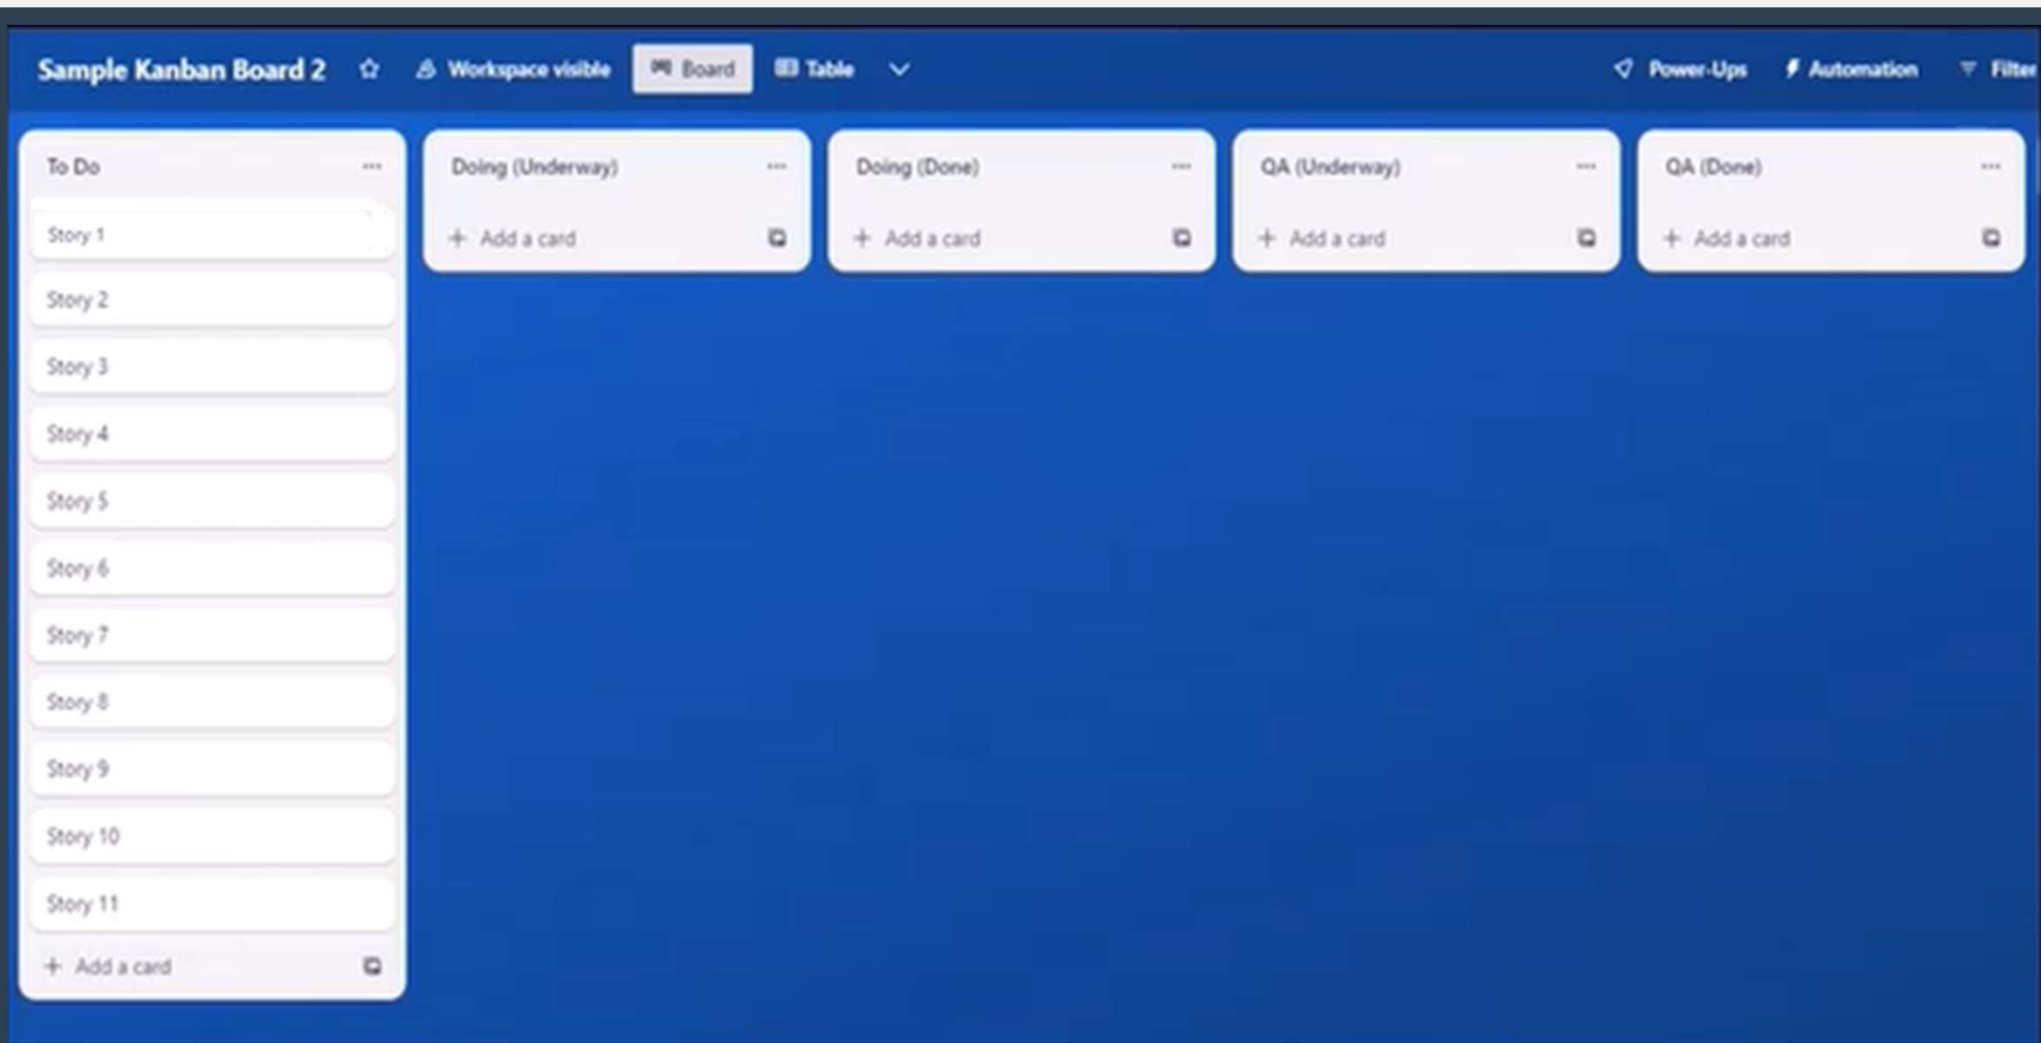 Sample Kanban Board 2 Workspace visible Board Table Power-Ups Automation Filter
To Do
Story 1
Story 2
Story 3
Story 4
Story 5
Story 6
Story 7
Story 8
Story 9
Story 10
Story 11
+ Add a card
Doing (Underway)
+ Add a card
Doing (Done)
+ Add a card
QA (Underway)
+ Add a card
QA (Done)
+ Add a card